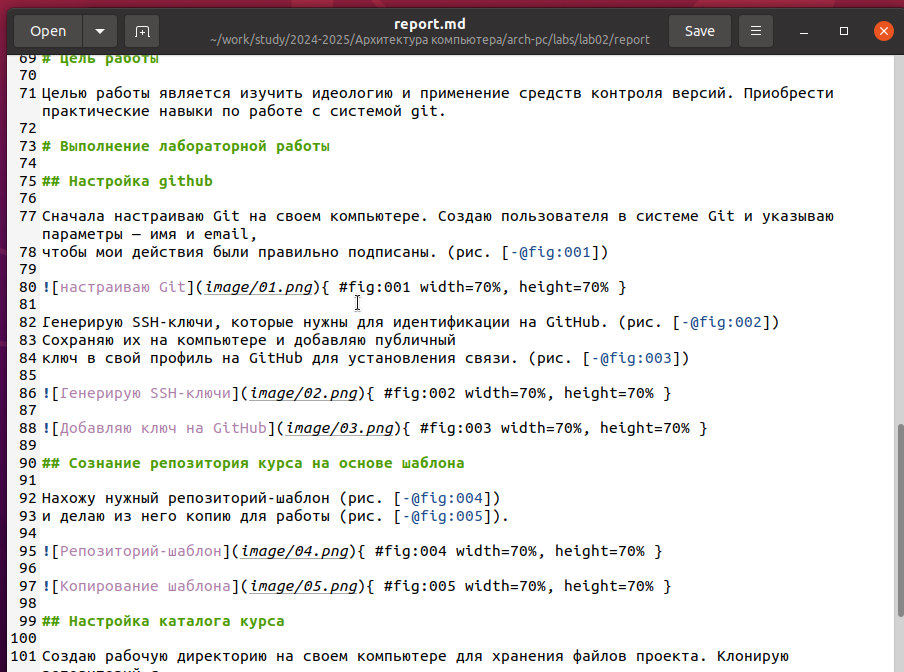 Open
report.md
~/work/study/2024-2025/Архитектура компьютера/arch-pc/labs/lab02/report
Save
69 # Цель работы
70
71 Целью работы является изучить идеологию и применение средств контроля версий. Приобрести
практические навыки по работе с системой git.
72
73 # Выполнение лабораторной работы
74
75 ## Настройка github
76
77 Сначала настраиваю Git на своем компьютере. Создаю пользователя в системе Git и указываю
параметры — имя и email,
78 чтобы мои действия были правильно подписаны. (рис. [-@fig:001])
79
80 ![настраиваю Git](image/01.png){ #fig:001 width=70%, height=70% }
81
82 Генерирую SSH-ключи, которые нужны для идентификации на GitHub. (рис. [-@fig:002])
83 Сохраняю их на компьютере и добавляю публичный
84 ключ в свой профиль на GitHub для установления связи. (рис. [-@fig:003])
85
86 ![Генерирую SSH-ключи](image/02.png){ #fig:002 width=70%, height=70% }
87
88 ![Добавляю ключ на GitHub](image/03.png){ #fig:003 width=70%, height=70% }
89
90 ## Сознание репозитория курса на основе шаблона
91
92 Нахожу нужный репозиторий-шаблон (рис. [-@fig:004])
93 и делаю из него копию для работы (рис. [-@fig:005]).
94
95 ![Репозиторий-шаблон](image/04.png){ #fig:004 width=70%, height=70% }
96
97 ![Копирование шаблона](image/05.png){ #fig:005 width=70%, height=70% }
98
99 ## Настройка каталога курса
100
101 Создаю рабочую директорию на своем компьютере для хранения файлов проекта. Клонирую